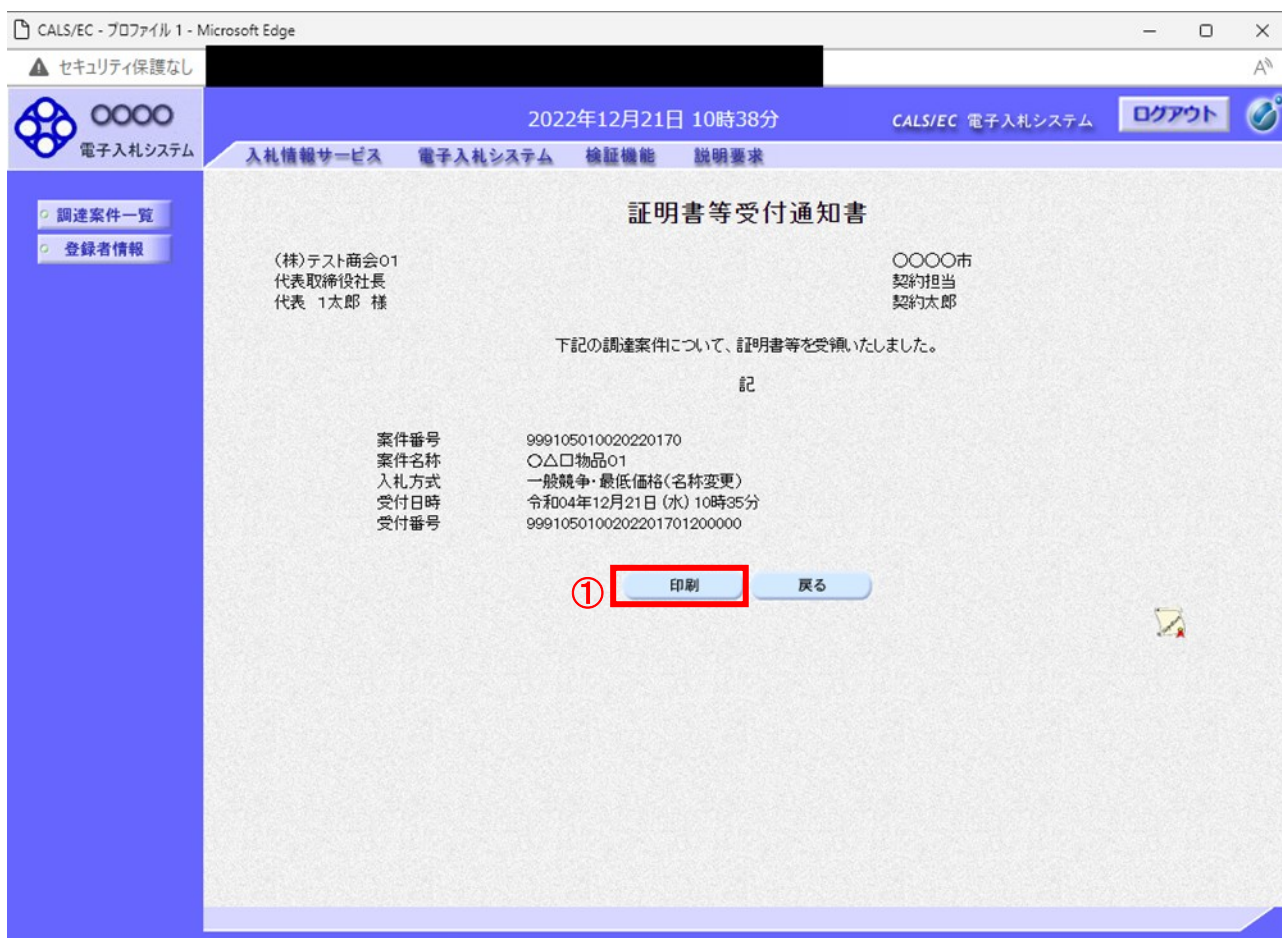 CALS/EC - プロファイル 1 - Microsoft Edge
セキュリティ保護なし
〇〇〇〇
電子入札システム
2022年12月21日 10時38分
CALS/EC 電子入札システム
ログアウト
入札情報サービス 電子入札システム 検証機能 説明要求
調達案件一覧
登録者情報
証明書等受付通知書
(株)テスト商会01
代表取締役社長
代表 1太郎 様
〇〇〇〇市
契約担当
契約太郎
下記の調達案件について、証明書等を受領いたしました。
記
案件番号 999105010020220170
案件名称 〇△口物品01
入札方式 一般競争・最低価格(名称変更)
受付日時 令和04年12月21日 (水) 10時35分
受付番号 9991050100202201701200000
① 印刷 戻る